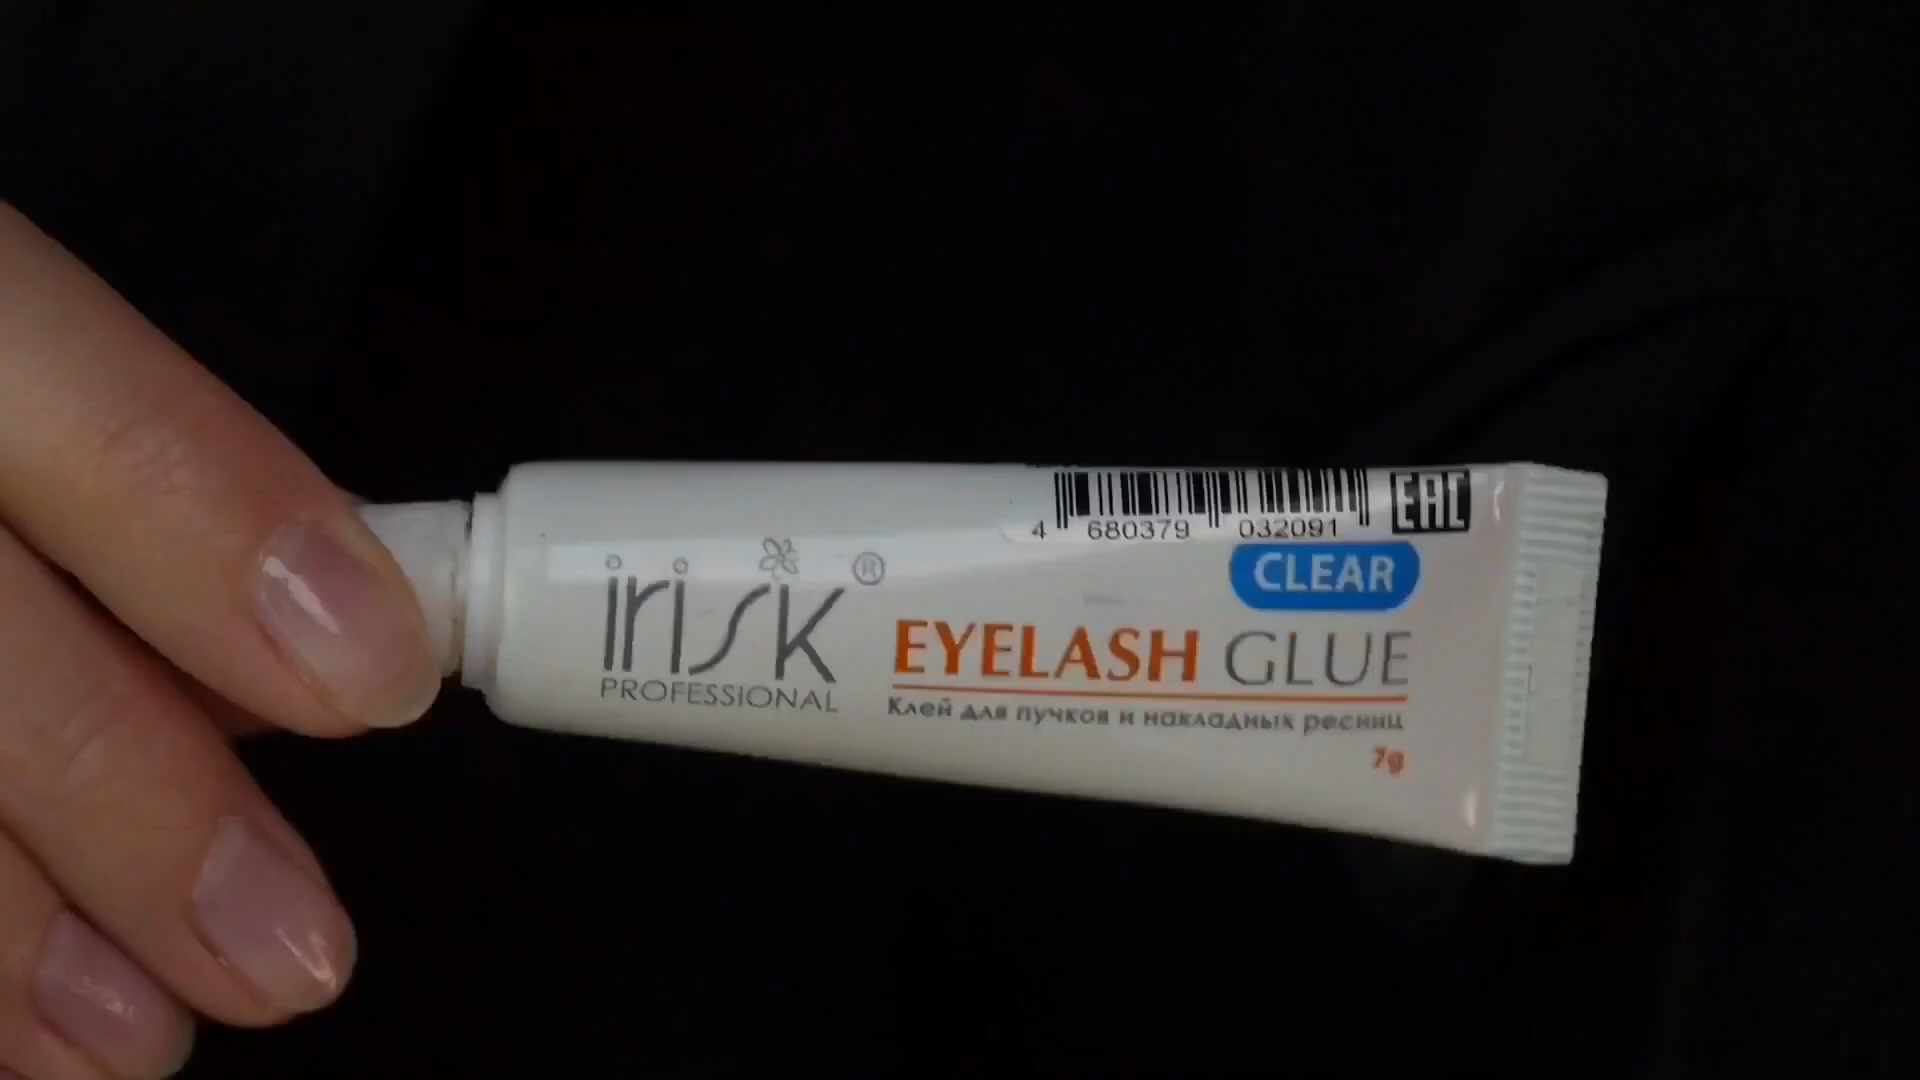 4 680379 032091 EAC
CLEAR
irisk®
PROFESSIONAL
EYELASH GLUE
Клей для пучков и накладных ресниц
7g